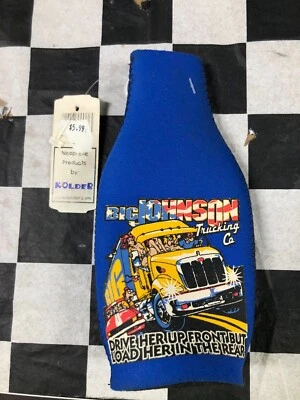 $5.99
Neoprene
Products
by:
KOLDER
BIG JOHNSON
Trucking
Co
DRIVE HER UP FRONT BUT
LOAD HER IN THE REAR